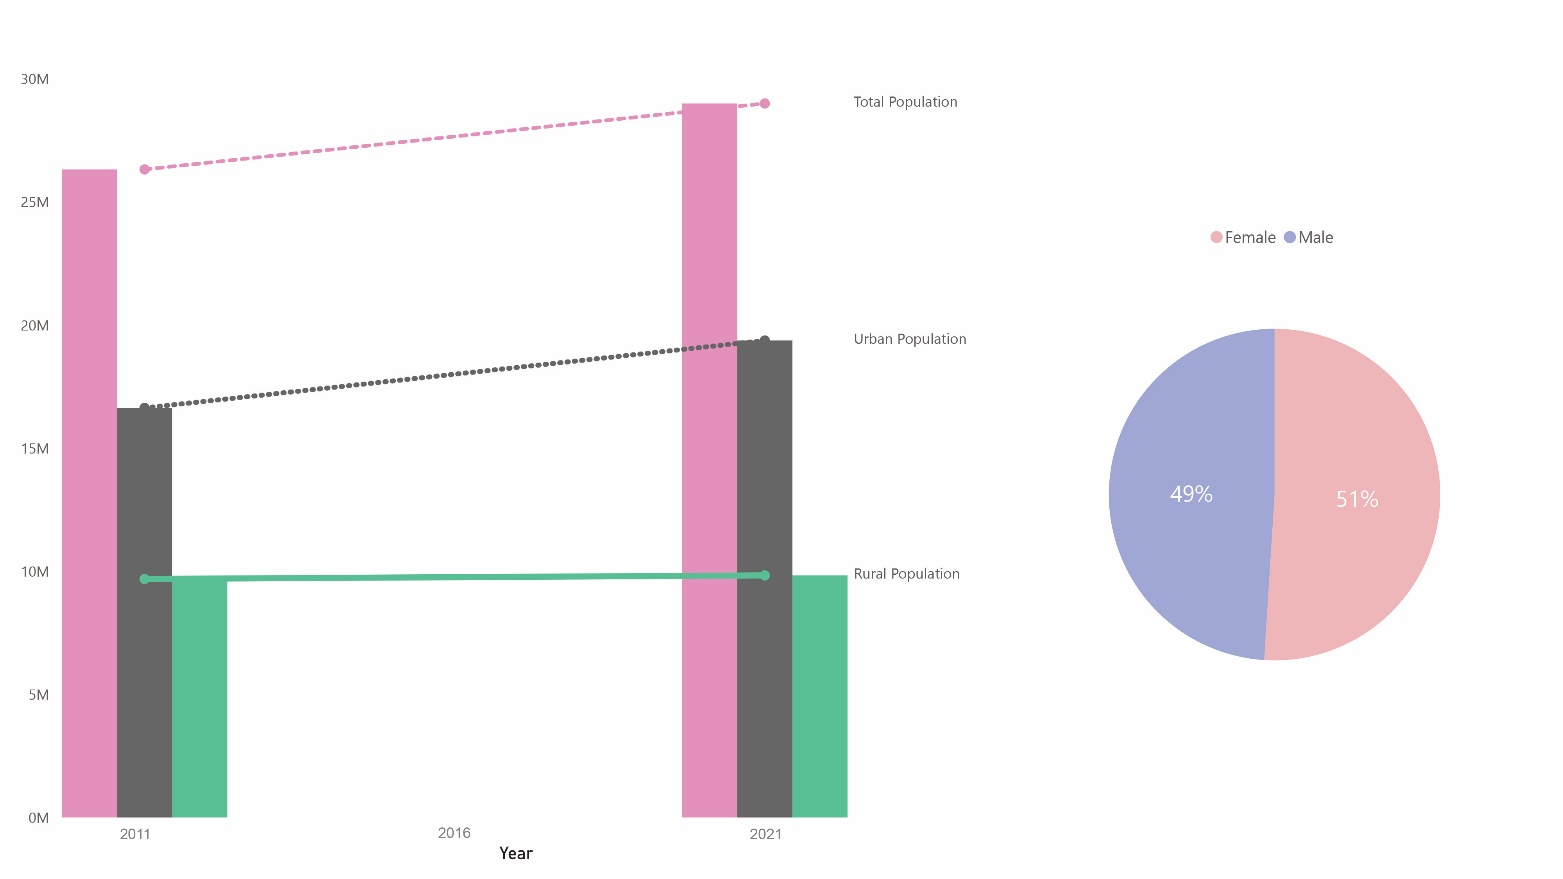 30M
25M
20M
15M
10M
5M
0M
2011
2016
2021
Year
Total Population
Urban Population
Rural Population
Female Male
49%
51%